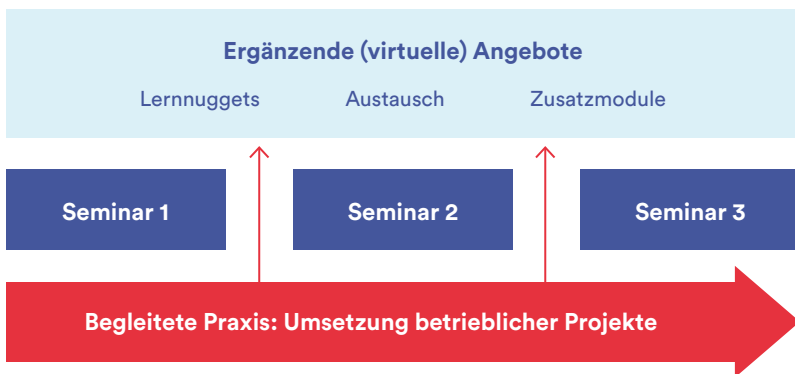 Ergänzende (virtuelle) Angebote
Lernnuggets Austausch Zusatzmodule
Seminar 1 Seminar 2 Seminar 3
Begleitete Praxis: Umsetzung betrieblicher Projekte